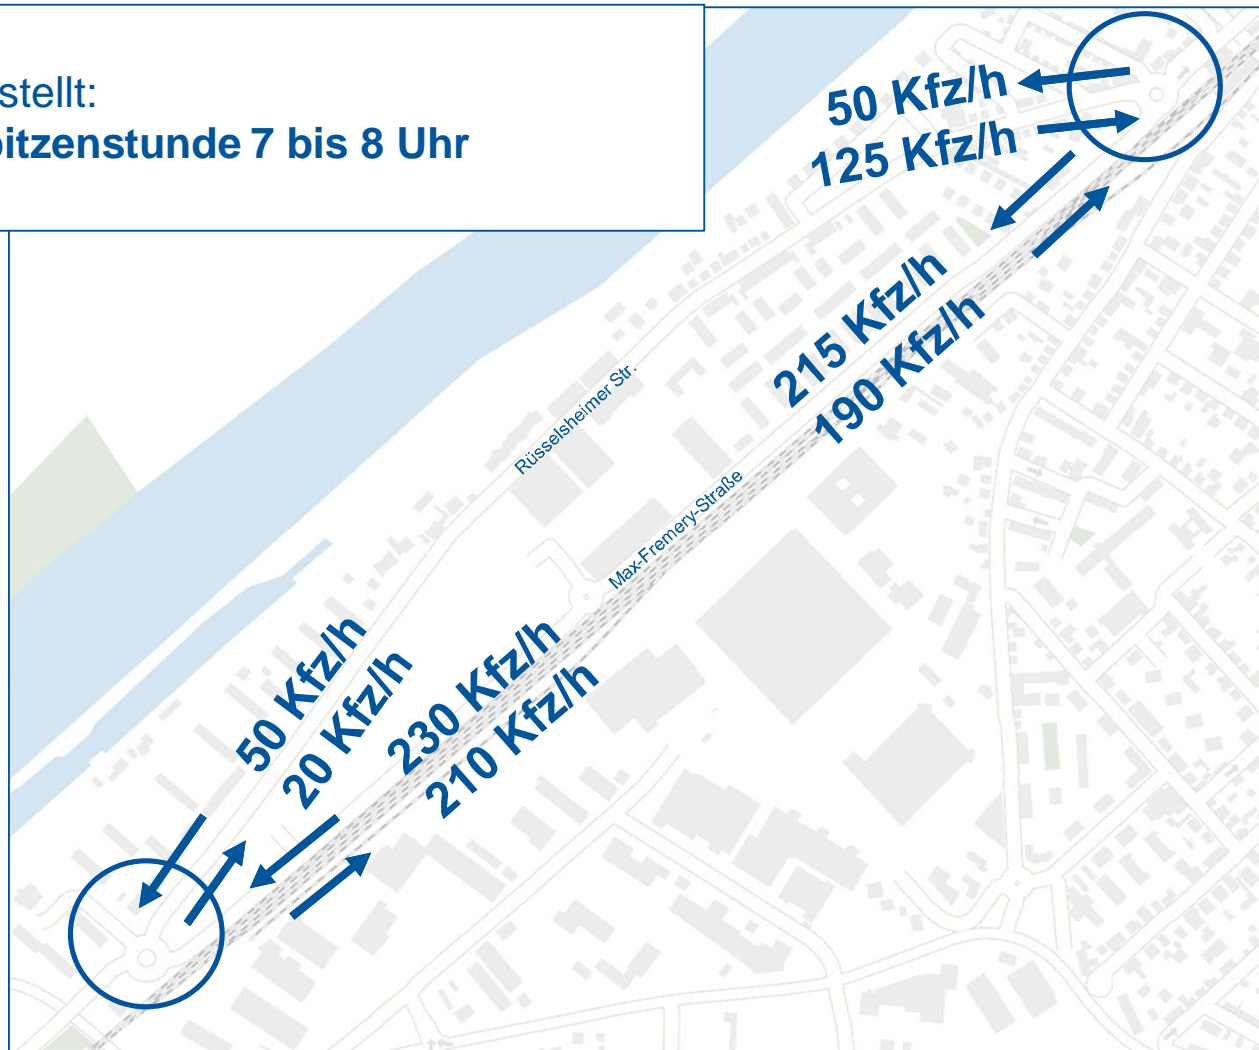 stellt:
pitzenstunde 7 bis 8 Uhr
50 Kfz/h
125 Kfz/h
215 Kfz/h
190 Kfz/h
Rüsselsheimer Str.
Max-Fremery-Straße
50 Kfz/h
20 Kfz/h
230 Kfz/h
210 Kfz/h